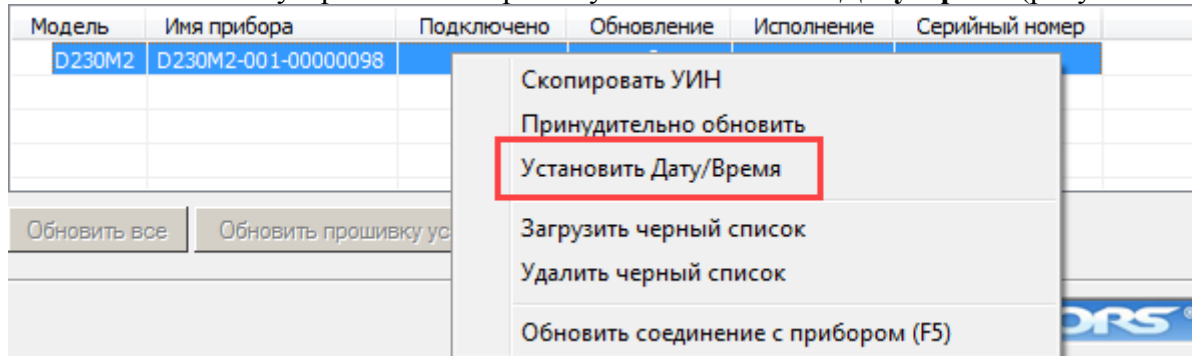 Модель Имя прибора Подключено Обновление Исполнение Серийный номер
D230M2 D230M2-001-00000098
Скопировать УИН
Принудительно обновить
Установить Дату/Время
Обновить все Обновить прошивку ус
Загрузить черный список
Удалить черный список
Обновить соединение с прибором (F5)
ORS®